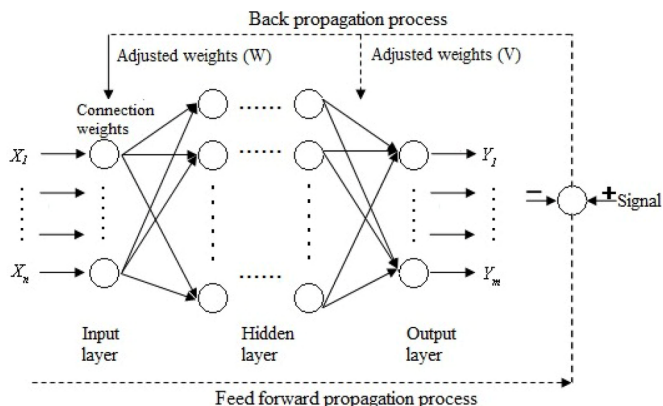 Back propagation process
Adjusted weights (W)
Adjusted weights (V)
Connection
weights
X1
Y1
− + Signal
Xn
Ym
Input
layer
Hidden
layer
Output
layer
Feed forward propagation process